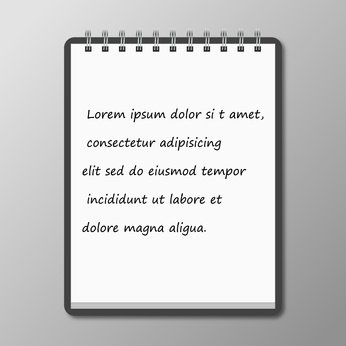 Lorem ipsum dolor si t amet,
consectetur adipisicing
elit sed do eiusmod tempor
incididunt ut labore et
dolore magna aligua.